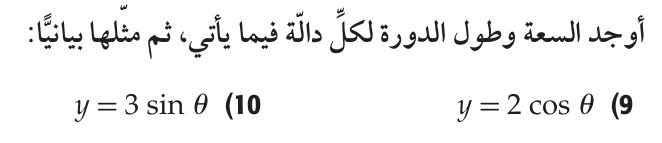 أوجد السعة وطول الدورة لكلِّ دالّة فيما يأتي، ثم مثّلها بيانيًّا:
(9 y = 2 cos θ (10 y = 3 sin θ